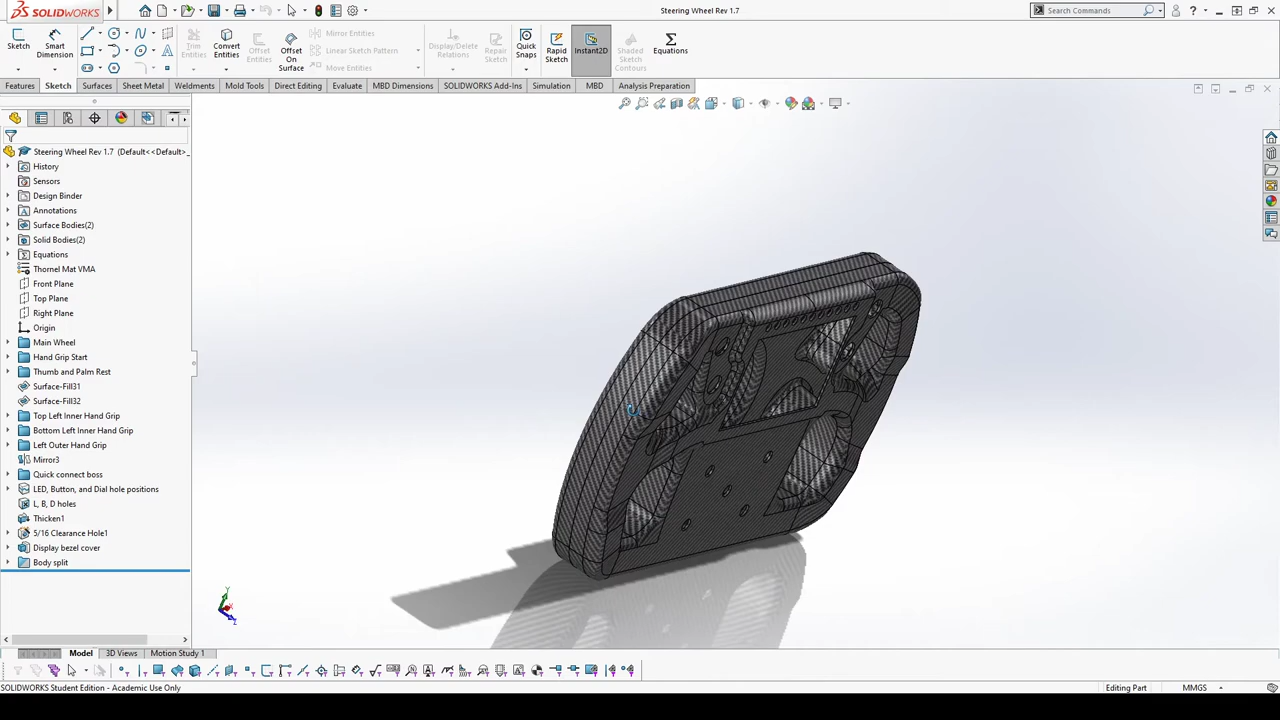 SOLIDWORKS
Steering Wheel Rev 1.7
Search Commands
Sketch
Smart Dimension
Trim Entities
Convert Entities
Offset Entities
Offset On Surface
Mirror Entities
Linear Sketch Pattern
Move Entities
Display/Delete Relations
Repair Sketch
Quick Snaps
Rapid Sketch
Instant2D
Shaded Sketch Contours
Equations
Features
Sketch
Surfaces
Sheet Metal
Weldments
Mold Tools
Direct Editing
Evaluate
MBD Dimensions
SOLIDWORKS Add-Ins
Simulation
MBD
Analysis Preparation
Steering Wheel Rev 1.7 (Default<<Default>_
History
Sensors
Design Binder
Annotations
Surface Bodies(2)
Solid Bodies(2)
Equations
Thornel Mat VMA
Front Plane
Top Plane
Right Plane
Origin
Main Wheel
Hand Grip Start
Thumb and Palm Rest
Surface-Fill31
Surface-Fill32
Top Left Inner Hand Grip
Bottom Left Inner Hand Grip
Left Outer Hand Grip
Mirror3
Quick connect boss
LED, Button, and Dial hole positions
L, B, D holes
Thicken1
5/16 Clearance Hole1
Display bezel cover
Body split
Y
X
Z
Model
3D Views
Motion Study 1
SOLIDWORKS Student Edition - Academic Use Only
Editing Part
MMGS